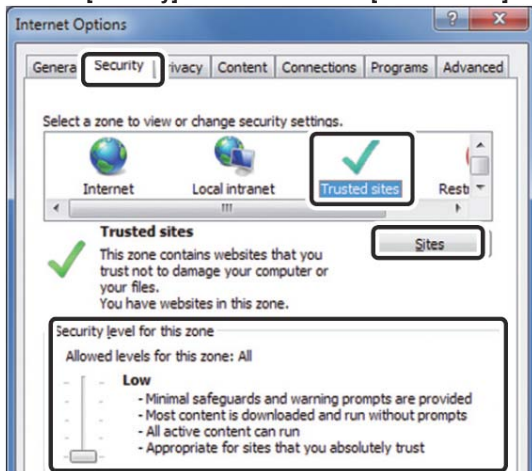 Internet Options
Genera Security rivacy Content Connections Programs Advanced
Select a zone to view or change security settings.
Internet Local intranet Trusted sites Restr
Trusted sites
Sites
This zone contains websites that you
trust not to damage your computer or
your files.
You have websites in this zone.
Security level for this zone
Allowed levels for this zone: All
Low
- Minimal safeguards and warning prompts are provided
- Most content is downloaded and run without prompts
- All active content can run
- Appropriate for sites that you absolutely trust